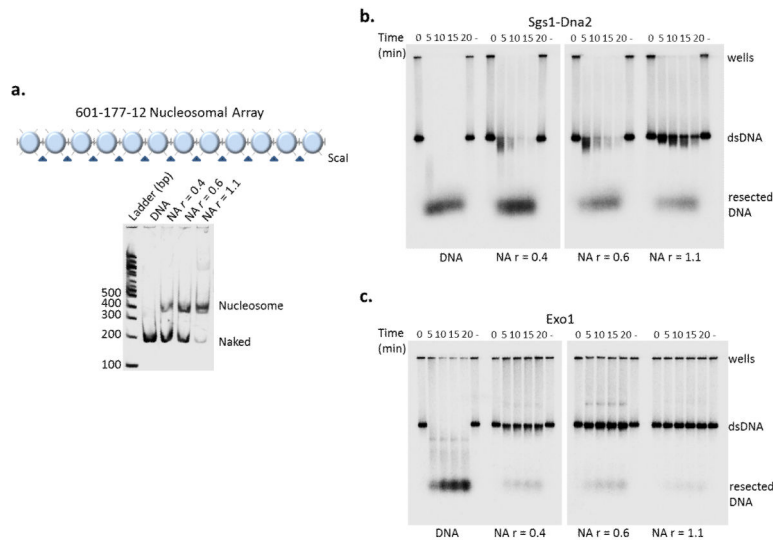 a.
601-177-12 Nucleosomal Array
ScaI
Ladder (bp)
DNA
NA r = 0.4
NA r = 0.6
NA r = 1.1
500
400
300
200
100
Nucleosome
Naked
b.
Sgs1-Dna2
Time (min)
0 5 10 15 20 - 0 5 10 15 20 - 0 5 10 15 20 - 0 5 10 15 20 -
wells
dsDNA
resected DNA
DNA NA r = 0.4 NA r = 0.6 NA r = 1.1
c.
Exo1
Time (min)
0 5 10 15 20 - 0 5 10 15 20 - 0 5 10 15 20 - 0 5 10 15 20 -
wells
dsDNA
resected DNA
DNA NA r = 0.4 NA r = 0.6 NA r = 1.1